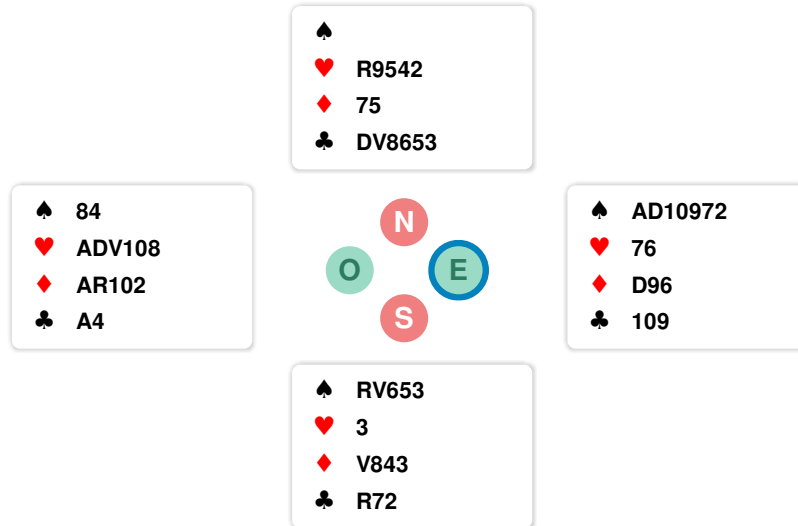 ♠
♥ R9542
♦ 75
♣ DV8653
♠ 84
♥ ADV108
♦ AR102
♣ A4
N
O E
S
♠ AD10972
♥ 76
♦ D96
♣ 109
♠ RV653
♥ 3
♦ V843
♣ R72